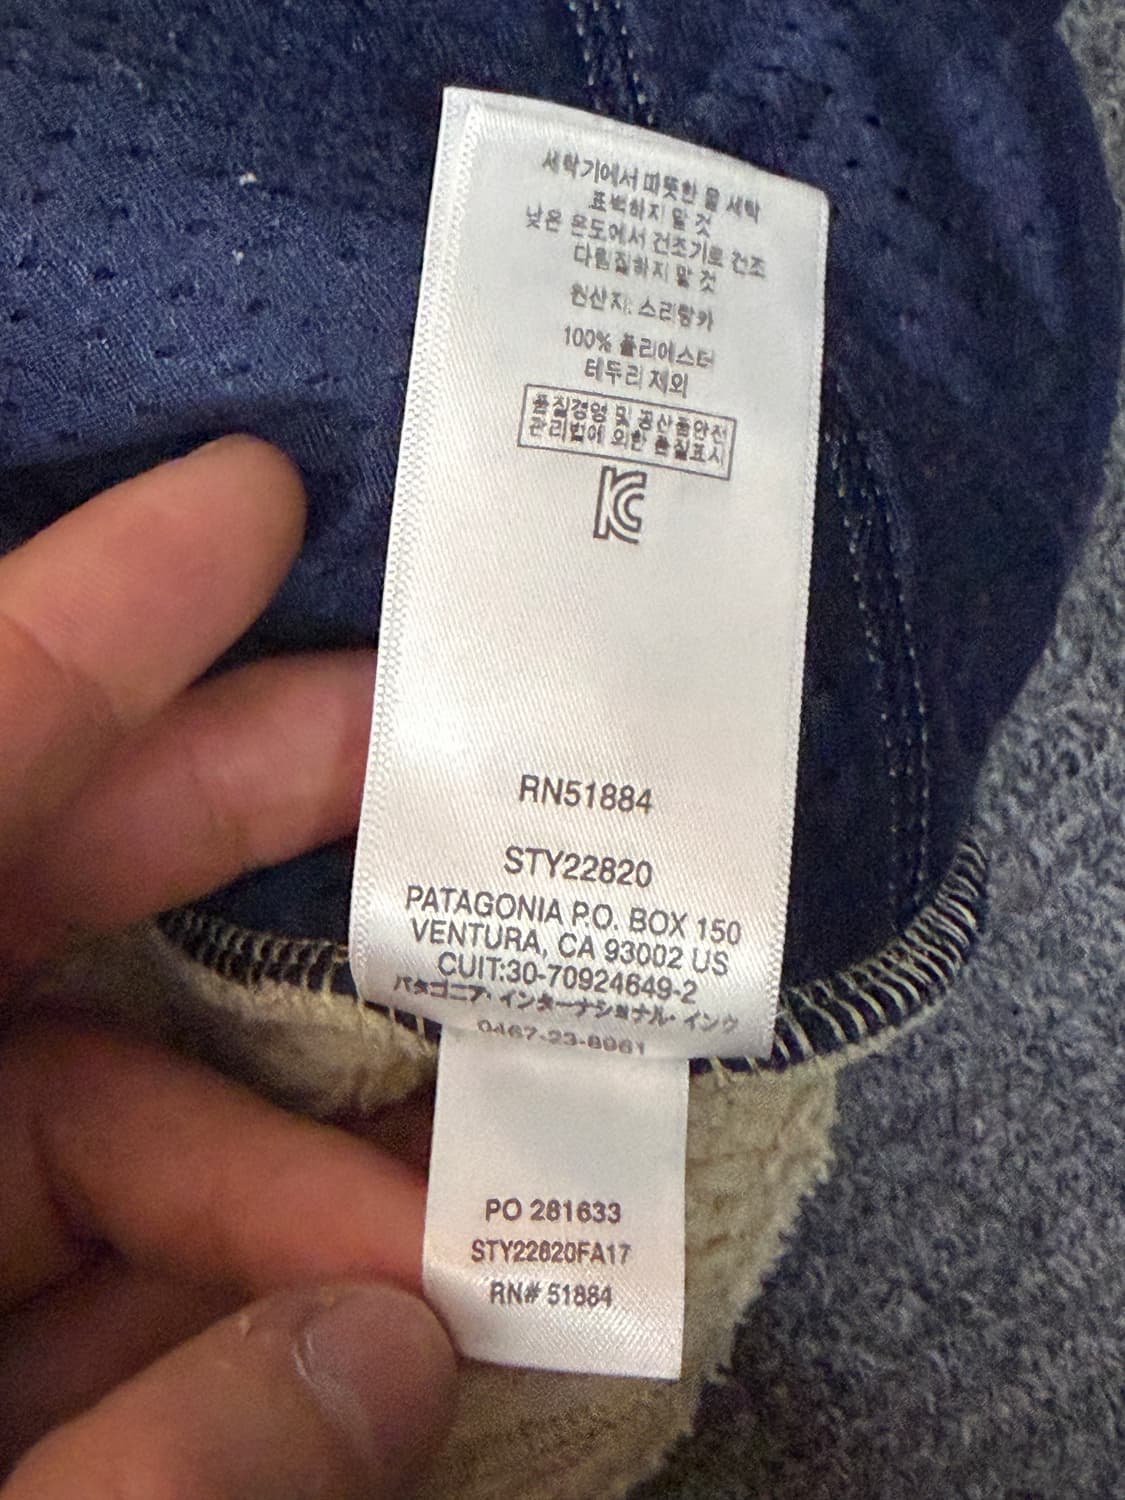 세탁기에서 따뜻한 물 세탁
표백하지 말 것
낮은 온도에서 건조기로 건조
다림질하지 말 것
원산지: 스리랑카
100% 폴리에스터
테두리 제외
품질경영 및 공산품안전
관리법에 의한 품질표시
KC
RN51884
STY22820
PATAGONIA P.O. BOX 150
VENTURA, CA 93002 US
CUIT:30-70924649-2
パタゴニア・インターナショナル・インク
0467-23-8961
PO 281633
STY22820FA17
RN# 51884